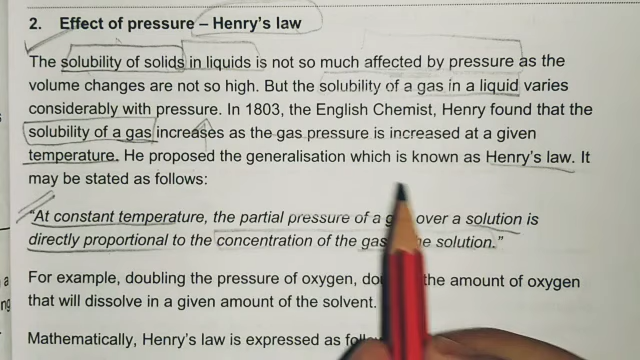 2. Effect of pressure – Henry's law
The solubility of solids in liquids is not so much affected by pressure as the
volume changes are not so high. But the solubility of a gas in a liquid varies
considerably with pressure. In 1803, the English Chemist, Henry found that the
solubility of a gas increases as the gas pressure is increased at a given
temperature. He proposed the generalisation which is known as Henry's law. It
may be stated as follows:
"At constant temperature, the partial pressure of a over a solution is
directly proportional to the concentration of the gas solution."
For example, doubling the pressure of oxygen, the amount of oxygen
that will dissolve in a given amount of the solvent.
Mathematically, Henry's law is expressed as
a
ng